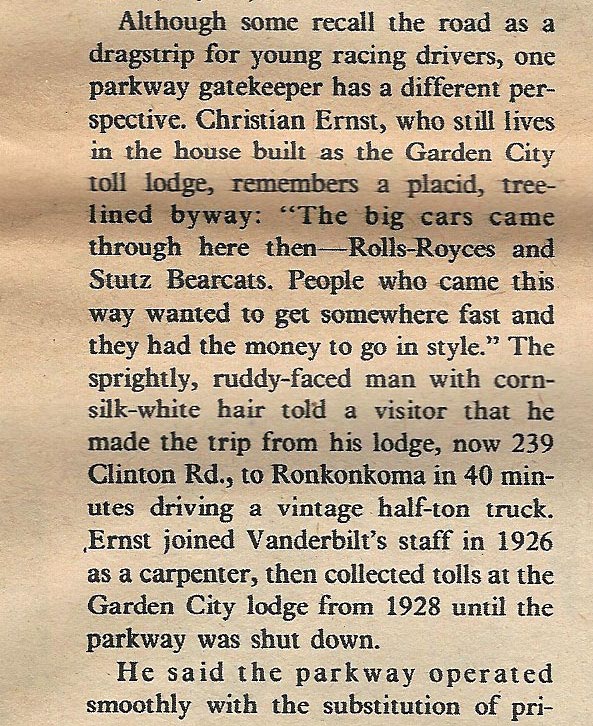 Although some recall the road as a
dragstrip for young racing drivers, one
parkway gatekeeper has a different per-
spective. Christian Ernst, who still lives
in the house built as the Garden City
toll lodge, remembers a placid, tree-
lined byway: “The big cars came
through here then—Rolls-Royces and
Stutz Bearcats. People who came this
way wanted to get somewhere fast and
they had the money to go in style.” The
sprightly, ruddy-faced man with corn-
silk-white hair told a visitor that he
made the trip from his lodge, now 239
Clinton Rd., to Ronkonkoma in 40 min-
utes driving a vintage half-ton truck.
Ernst joined Vanderbilt’s staff in 1926
as a carpenter, then collected tolls at the
Garden City lodge from 1928 until the
parkway was shut down.
He said the parkway operated
smoothly with the substitution of pri-